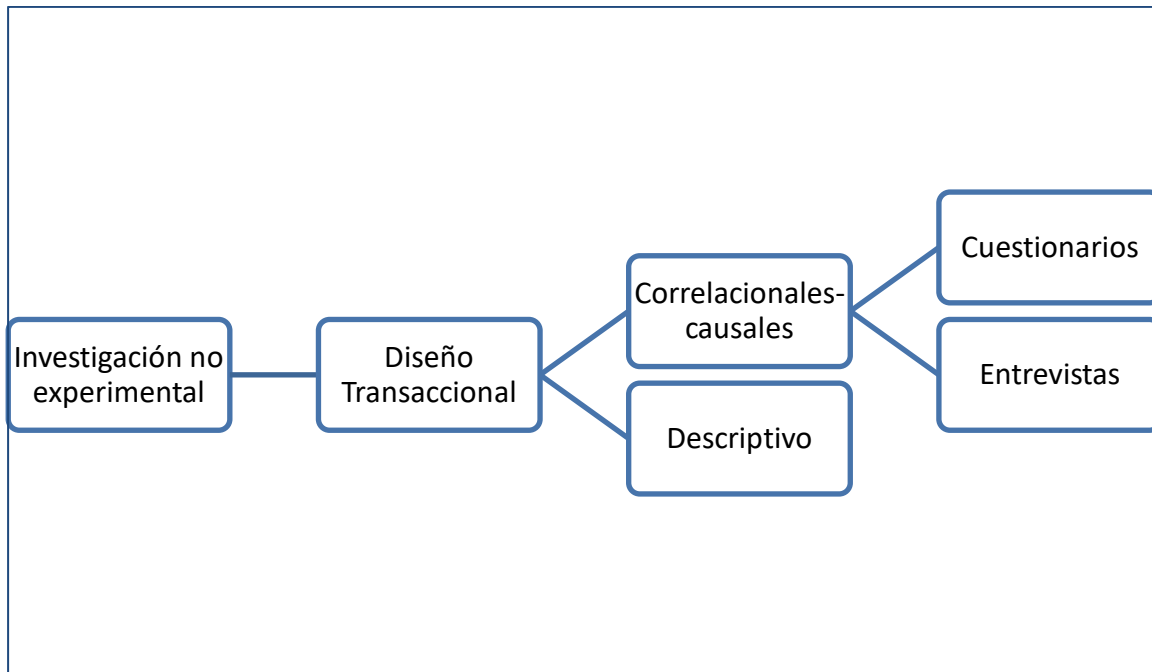 Investigación no
experimental
Diseño
Transaccional
Correlacionales-
causales
Descriptivo
Cuestionarios
Entrevistas